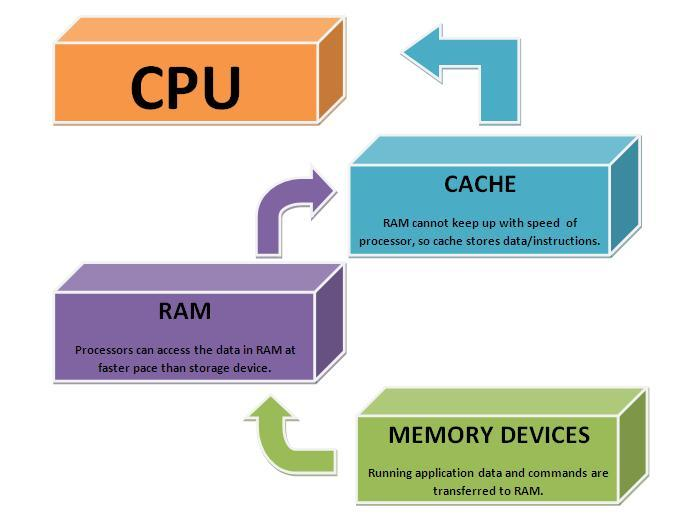 CPU
CACHE
RAM cannot keep up with speed of
processor, so cache stores data/instructions.
RAM
Processors can access the data in RAM at
faster pace than storage device.
MEMORY DEVICES
Running application data and commands are
transferred to RAM.